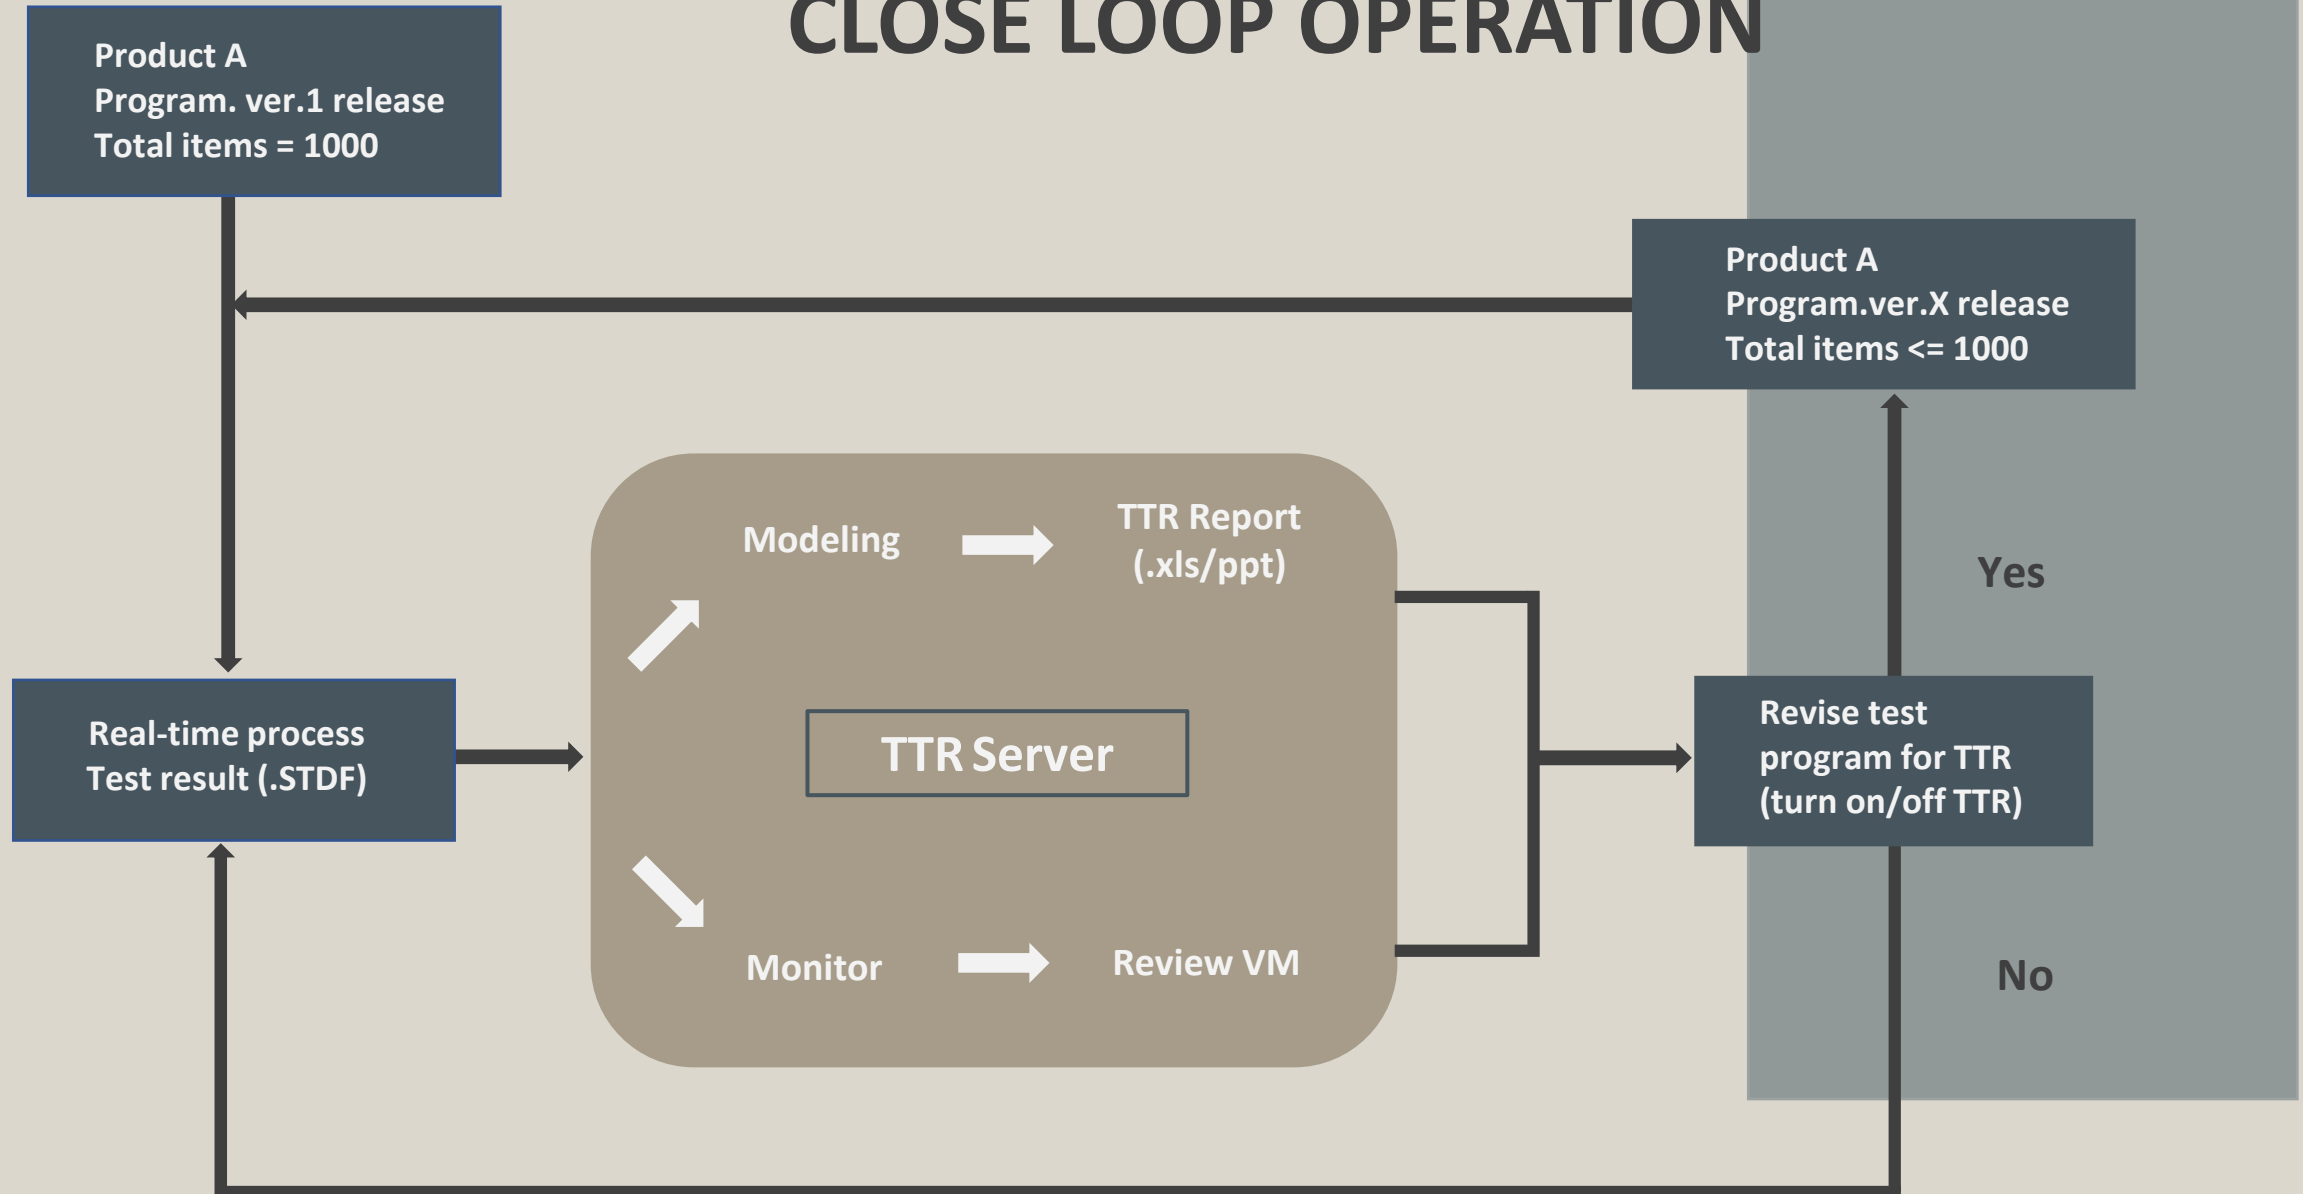 CLOSE LOOP OPERATION
Product A
Program. ver.1 release
Total items = 1000
Product A
Program.ver.X release
Total items <= 1000
Modeling
TTR Report
(.xls/ppt)
Yes
Real-time process
Test result (.STDF)
TTR Server
Revise test
program for TTR
(turn on/off TTR)
Monitor
Review VM
No